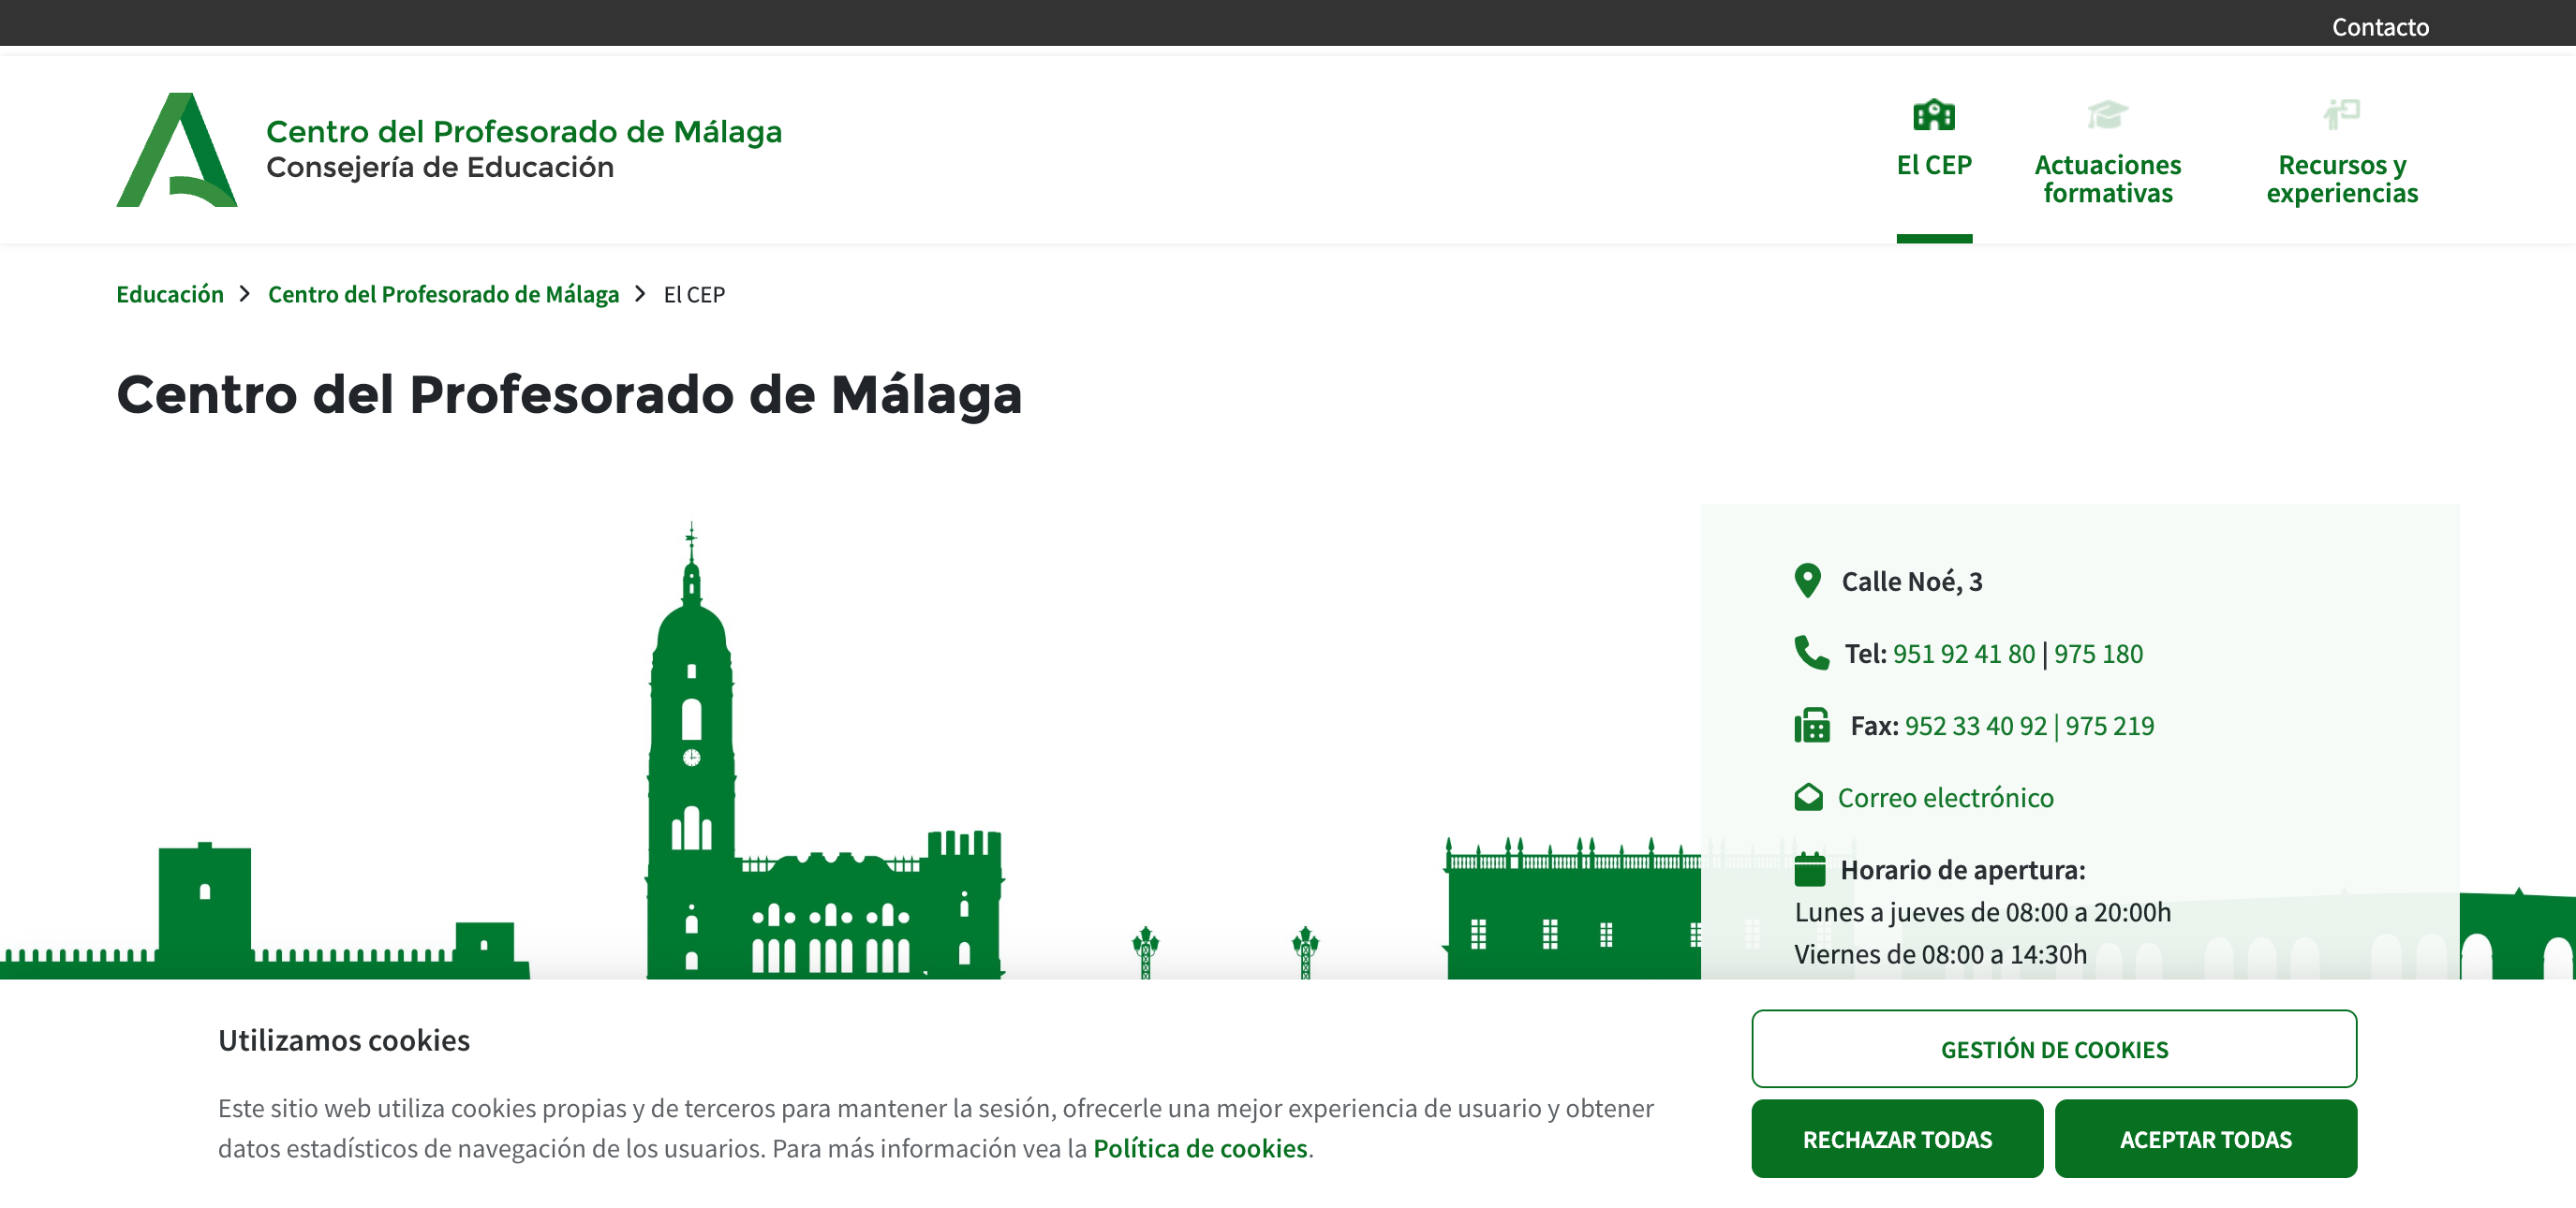 Contacto
Centro del Profesorado de Málaga
Consejería de Educación
El CEP
Actuaciones
formativas
Recursos y
experiencias
Educación > Centro del Profesorado de Málaga > El CEP
Centro del Profesorado de Málaga
Calle Noé, 3
Tel: 951 92 41 80 | 975 180
Fax: 952 33 40 92 | 975 219
Correo electrónico
Horario de apertura:
Lunes a jueves de 08:00 a 20:00h
Viernes de 08:00 a 14:30h
Utilizamos cookies
Este sitio web utiliza cookies propias y de terceros para mantener la sesión, ofrecerle una mejor experiencia de usuario y obtener
datos estadísticos de navegación de los usuarios. Para más información vea la Política de cookies.
GESTIÓN DE COOKIES
RECHAZAR TODAS
ACEPTAR TODAS